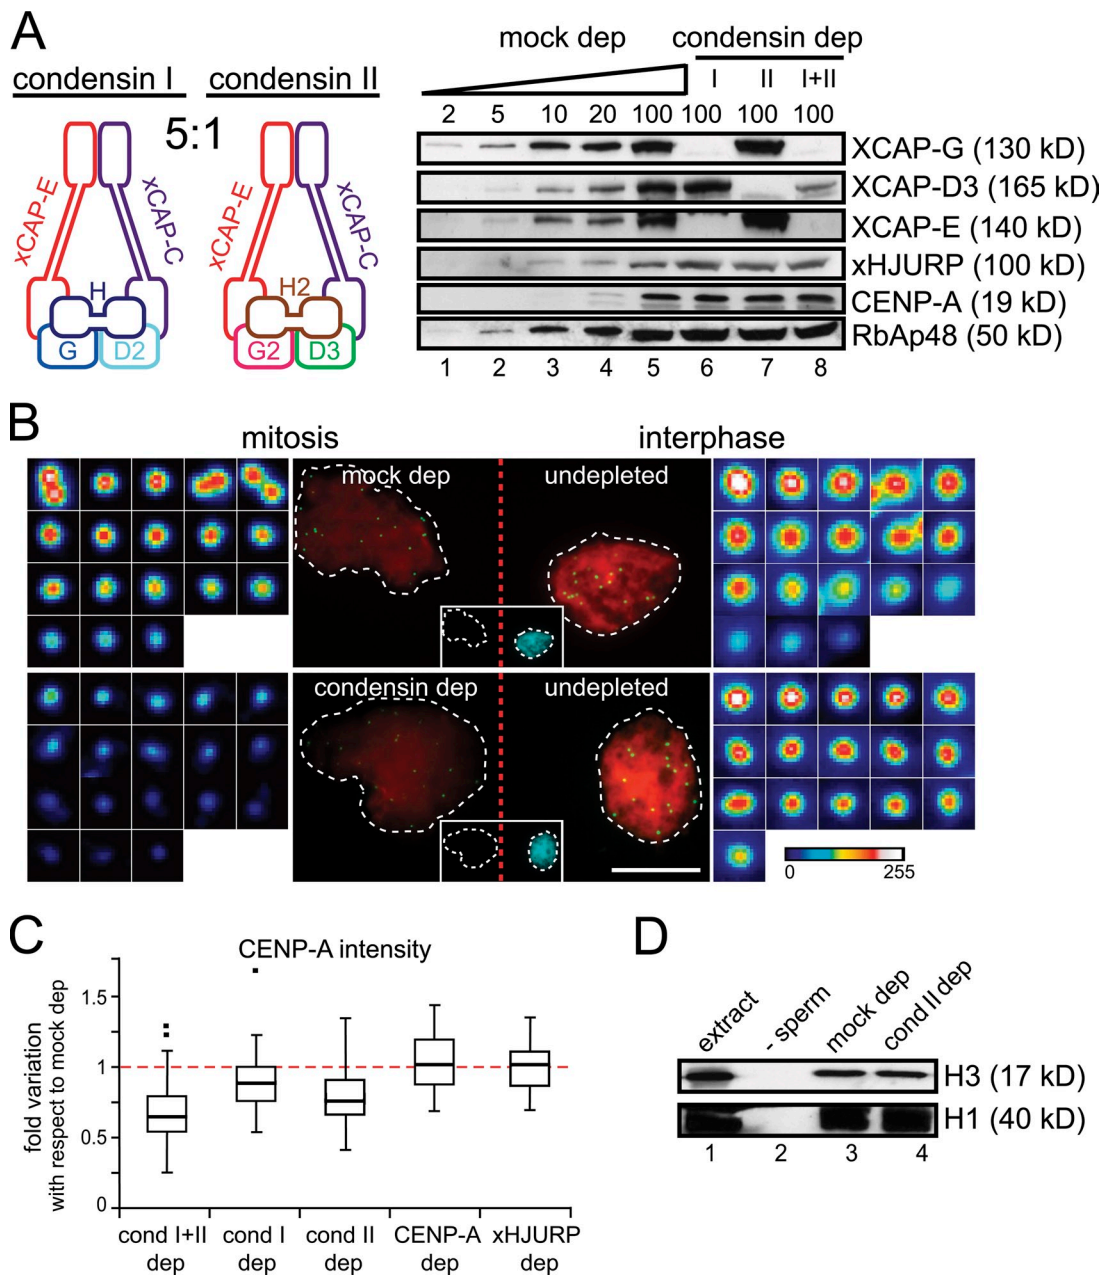 A
condensin I
condensin II
5:1
xCAP-E
xCAP-C
xCAP-E
xCAP-C
H
G
D2
H2
G2
D3
mock dep
condensin dep
I
II
I+II
2
5
10
20
100
100
100
100
XCAP-G (130 kD)
XCAP-D3 (165 kD)
XCAP-E (140 kD)
xHJURP (100 kD)
CENP-A (19 kD)
RbAp48 (50 kD)
1
2
3
4
5
6
7
8
B
mitosis
interphase
mock dep
undepleted
condensin dep
undepleted
0
255
C
CENP-A intensity
fold variation
with respect to mock dep
1.5
1
0.5
0
cond I+II
dep
cond I
dep
cond II
dep
CENP-A
dep
xHJURP
dep
D
extract
- sperm
mock dep
cond II dep
H3 (17 kD)
H1 (40 kD)
1
2
3
4